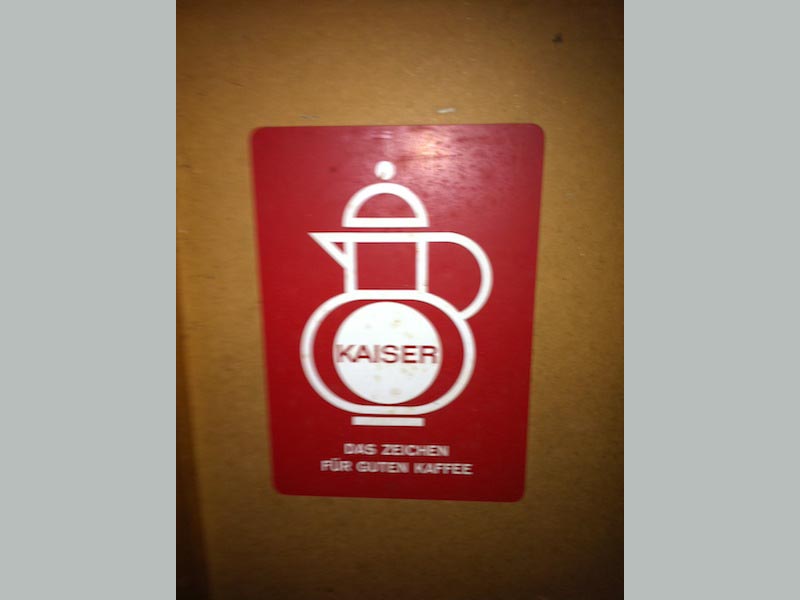 KAISER
DAS ZEICHEN
FÜR GUTEN KAFFEE